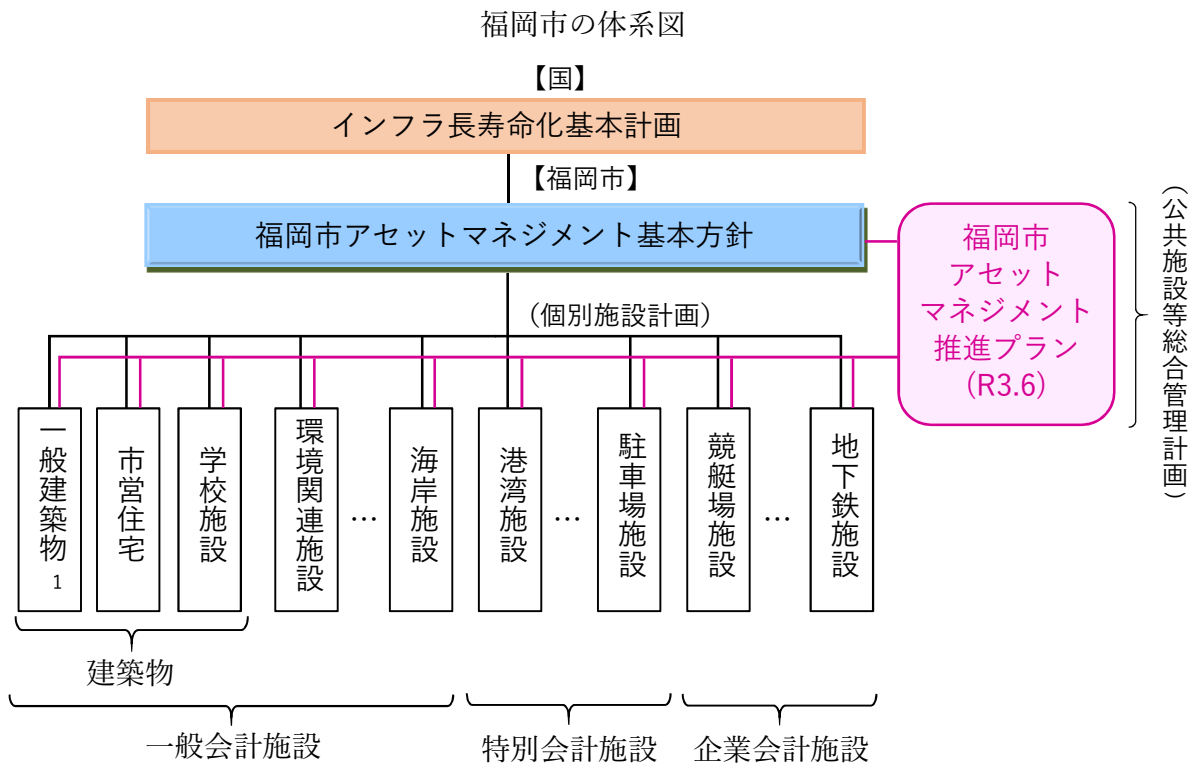 福岡市の体系図
【国】
インフラ長寿命化基本計画
【福岡市】
福岡市アセットマネジメント基本方針
福岡市
アセット
マネジメント
推進プラン
(R3.6)
（公共施設等総合管理計画）
（個別施設計画）
一般建築物1
市営住宅
学校施設
環境関連施設
…
海岸施設
港湾施設
…
駐車場施設
競艇場施設
…
地下鉄施設
建築物
一般会計施設
特別会計施設
企業会計施設